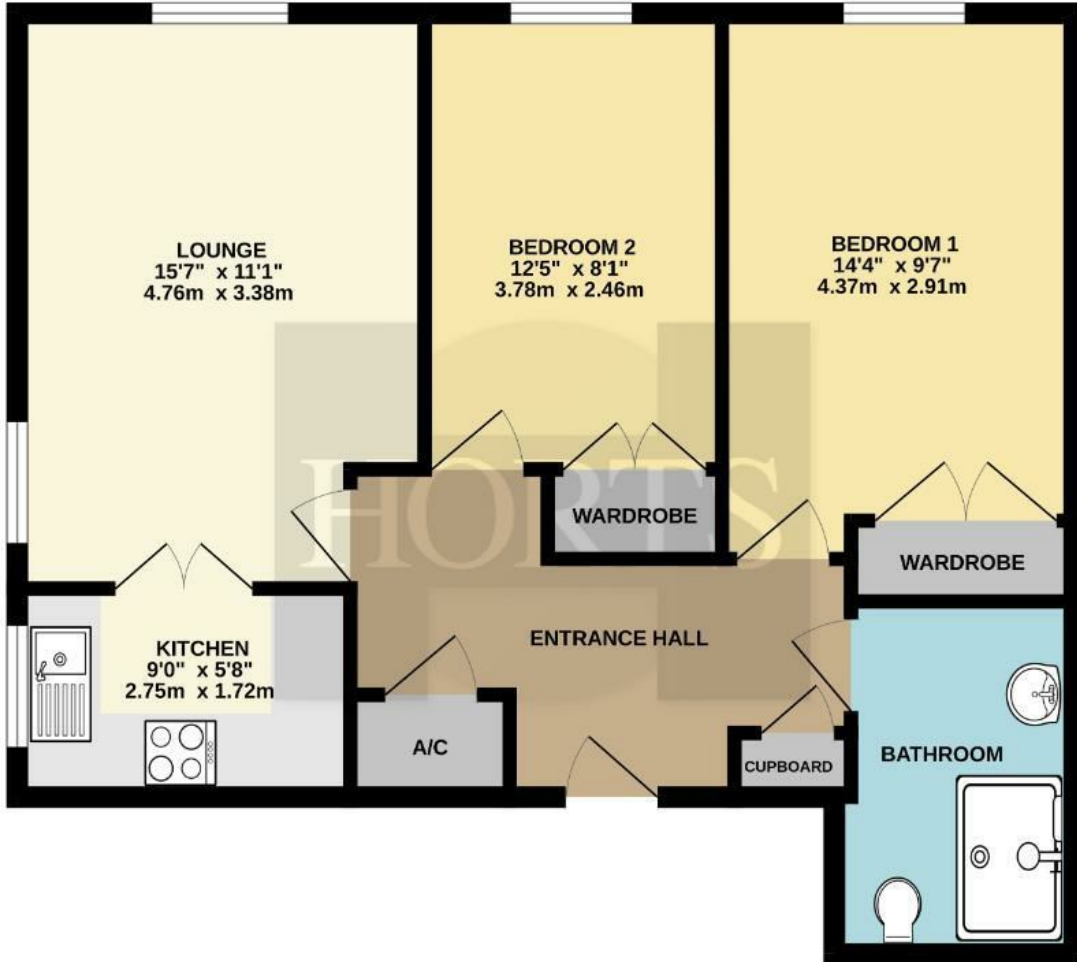 LOUNGE
15'7" x 11'1"
4.76m x 3.38m
BEDROOM 2
12'5" x 8'1"
3.78m x 2.46m
BEDROOM 1
14'4" x 9'7"
4.37m x 2.91m
HORTS
WARDROBE
WARDROBE
KITCHEN
9'0" x 5'8"
2.75m x 1.72m
ENTRANCE HALL
A/C
CUPBOARD
BATHROOM